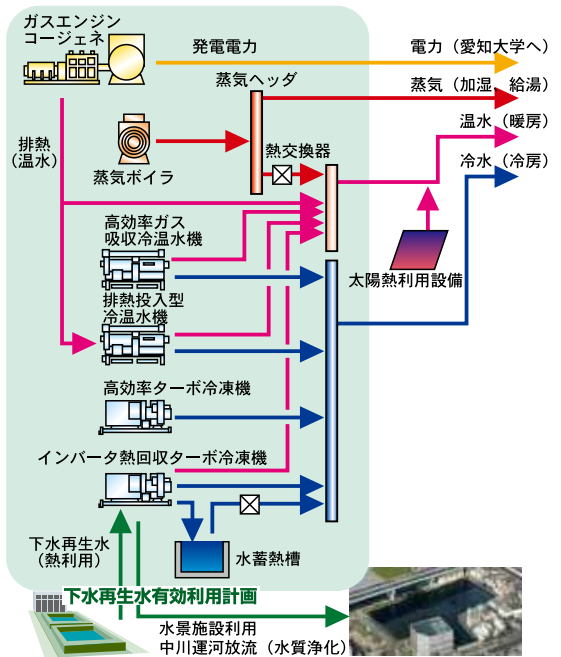 ガスエンジン
コージェネ
発電電力
電力（愛知大学へ）
蒸気ヘッダ
蒸気（加湿、給湯）
排熱
（温水）
蒸気ボイラ
熱交換器
温水（暖房）
冷水（冷房）
高効率ガス
吸収冷温水機
太陽熱利用設備
排熱投入型
冷温水機
高効率ターボ冷凍機
インバータ熱回収ターボ冷凍機
下水再生水
（熱利用）
水蓄熱槽
下水再生水有効利用計画
水景施設利用
中川運河放流（水質浄化）